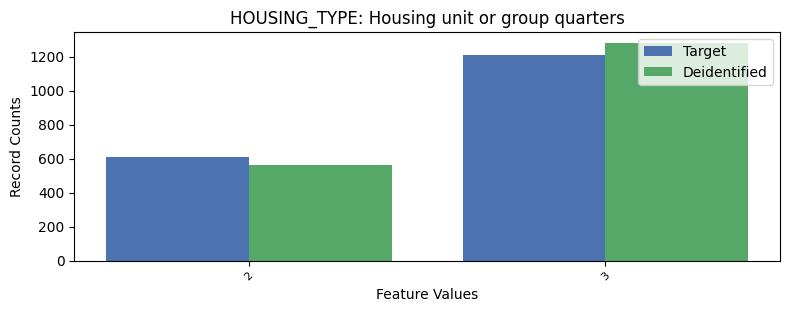 HOUSING_TYPE: Housing unit or group quarters
Target
Deidentified
1200
1000
800
600
400
200
0
Record Counts
2
3
Feature Values